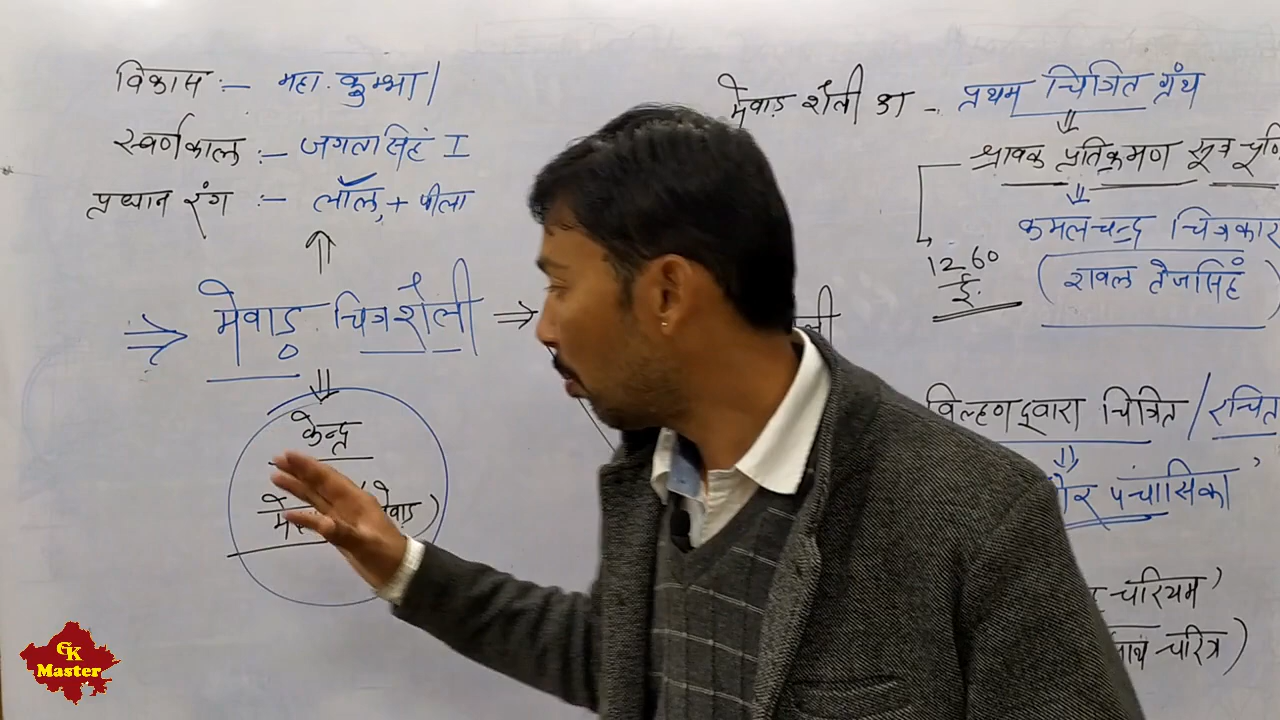 विकास :- महा. कुम्भा
स्वर्णकाल :- जगतसिहं I
प्रधान रंग :- लाल, + पीला
मेवाड़ चित्रशैली
केन्द्र
मेवाड़ शैली का - प्रथम चित्रित ग्रंथ
श्रावक प्रतिक्रमण सूत्र
1260 ई.
कमलचन्द्र चित्रकार
(रावल तेजसिहं)
विल्हण द्वारा चित्रित / रचित
पंचासिका'
चरियम'
चरित्र)
GK
Master